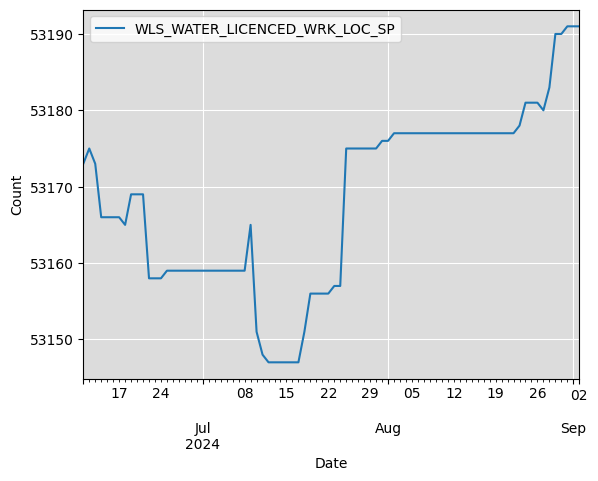 WLS_WATER_LICENCED_WRK_LOC_SP
53190
53180
53170
53160
53150
Count
17 24 08 15 22 29 05 12 19 26 02
Jul Aug Sep
2024
Date